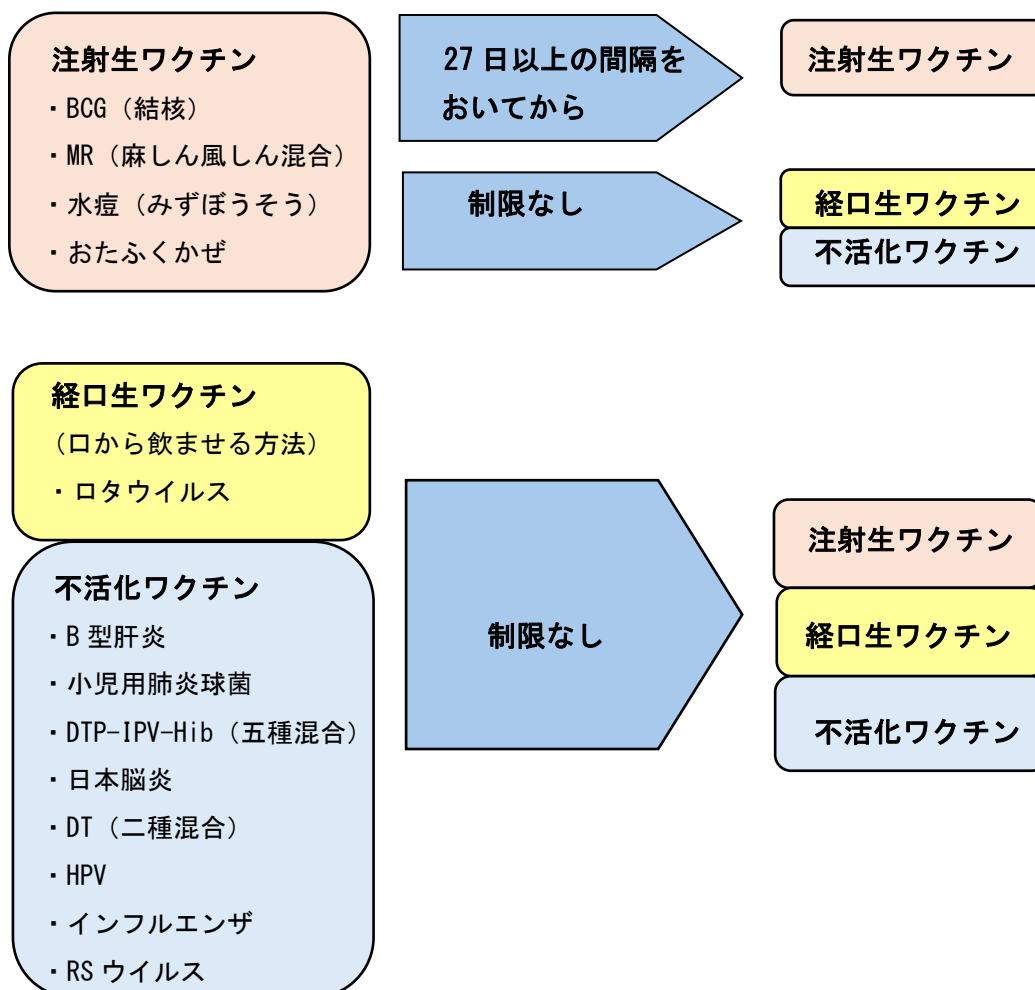 注射生ワクチン
・BCG（結核）
・MR（麻しん風しん混合）
・水痘（みずぼうそう）
・おたふくかぜ
27日以上の間隔を
おいてから
注射生ワクチン
制限なし
経口生ワクチン
不活化ワクチン
経口生ワクチン
（口から飲ませる方法）
・ロタウイルス
不活化ワクチン
・B型肝炎
・小児用肺炎球菌
・DTP-IPV-Hib（五種混合）
・日本脳炎
・DT（二種混合）
・HPV
・インフルエンザ
・RSウイルス
制限なし
注射生ワクチン
経口生ワクチン
不活化ワクチン